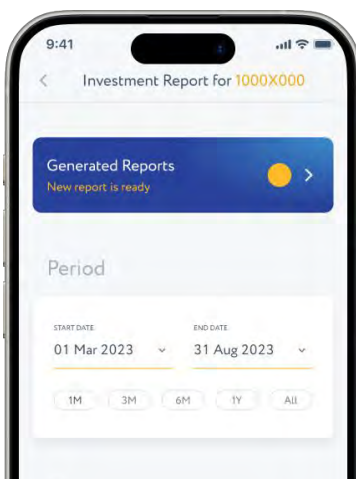 9:41
Investment Report for 1000X000
Generated Reports
New report is ready
Period
START DATE END DATE
01 Mar 2023 31 Aug 2023
1M 3M 6M 1Y All